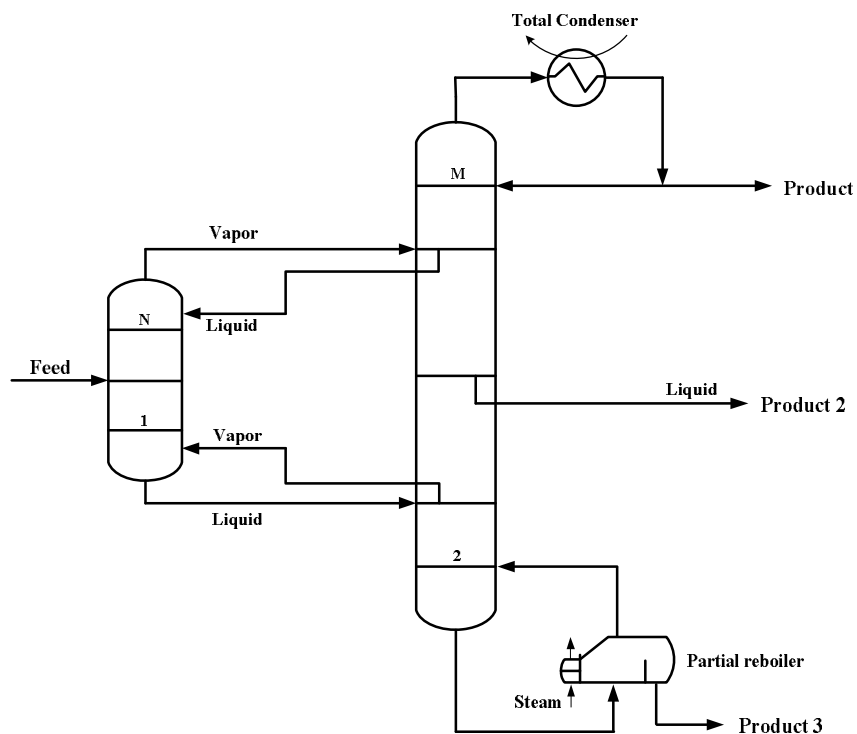 Total Condenser
M
Product
Vapor
N
Liquid
Feed
Liquid
Product 2
1
Vapor
Liquid
2
Partial reboiler
Steam
Product 3